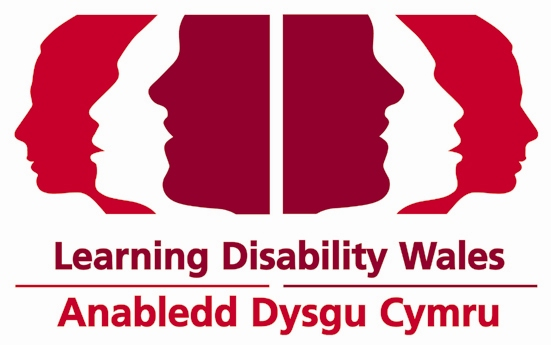 Learning Disability Wales
Anabledd Dysgu Cymru